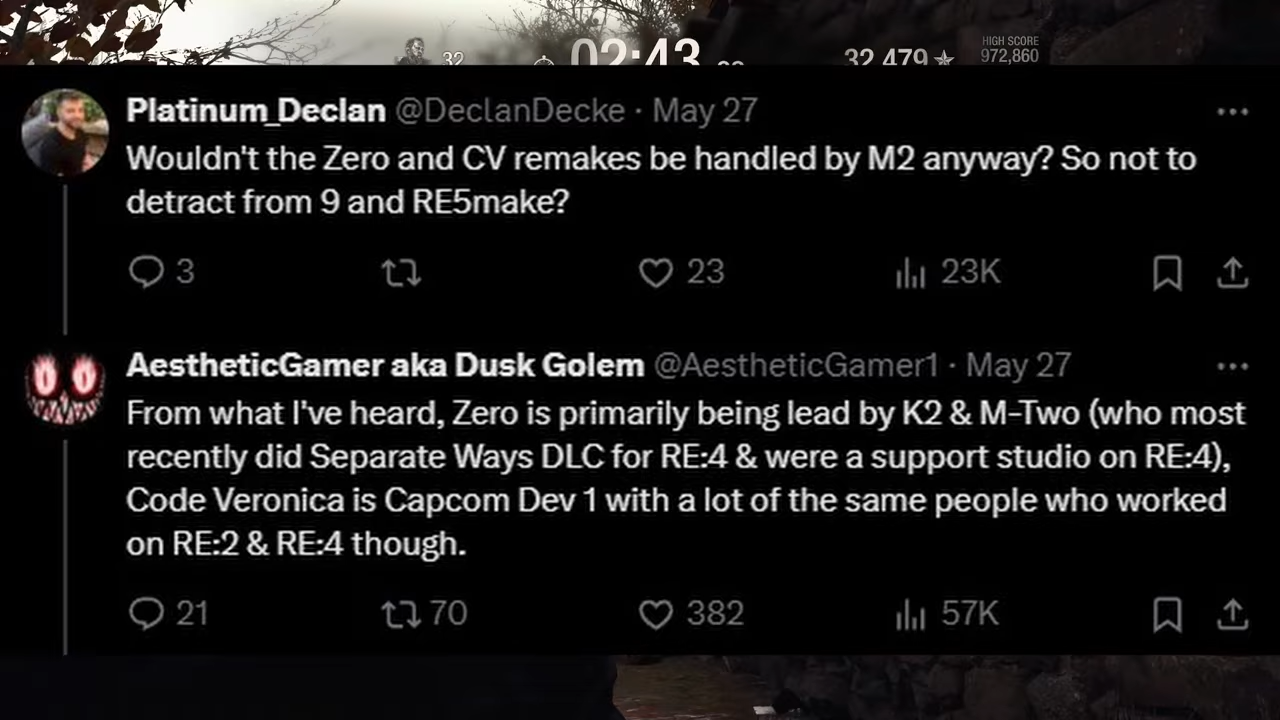 32
02:43
32,479
HIGH SCORE
972,860
Platinum_Declan @DeclanDecke · May 27
Wouldn't the Zero and CV remakes be handled by M2 anyway? So not to
detract from 9 and RE5make?
3
23
23K
AestheticGamer aka Dusk Golem @AestheticGamer1 · May 27
From what I've heard, Zero is primarily being lead by K2 & M-Two (who most
recently did Separate Ways DLC for RE:4 & were a support studio on RE:4),
Code Veronica is Capcom Dev 1 with a lot of the same people who worked
on RE:2 & RE:4 though.
21
70
382
57K